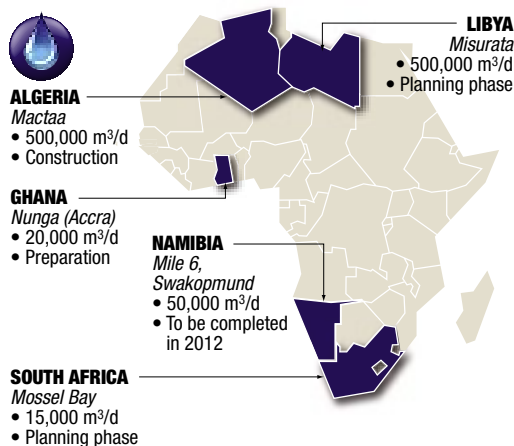 ALGERIA
Mactaa
• 500,000 m³/d
• Construction
GHANA
Nunga (Accra)
• 20,000 m³/d
• Preparation
NAMIBIA
Mile 6,
Swakopmund
• 50,000 m³/d
• To be completed
in 2012
SOUTH AFRICA
Mossel Bay
• 15,000 m³/d
• Planning phase
LIBYA
Misurata
• 500,000 m³/d
• Planning phase